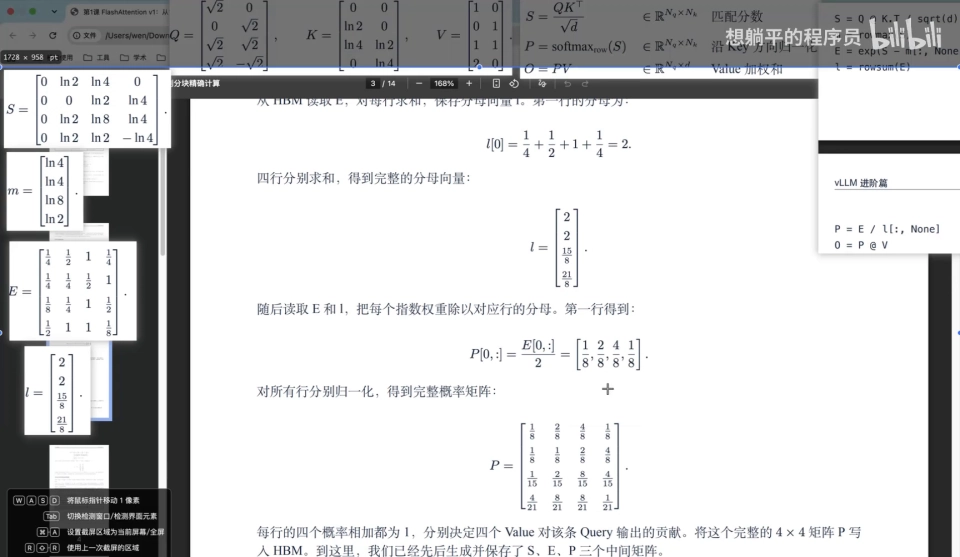 第1课 FlashAttention v1:
文件 /Users/wen/Down
1728 × 958 pt
工具
学术
Q = [√2 0; 0 √2; √2 √2; √2 −√2],
K = [0 0; ln 2 0; ln 4 ln 2; 0 ln 4],
V = [1 0; 0 1; 1 1; 2 0]
S = QK⊤/√d ∈ ℝ^{N_q×N_k} 匹配分数
P = softmax_row(S) ∈ ℝ^{N_q×N_k}
O = PV ∈ ℝ^{N_q×d} Value 加权和
想躺平的程序员
bilibili
l = rowsum(E)
3 / 14
168%
划分块精确计算
S = [0 ln 2 ln 4 0; 0 0 ln 2 ln 4; 0 ln 2 ln 8 ln 4; 0 ln 2 ln 2 −ln 4].
m = [ln 4; ln 4; ln 8; ln 2].
E = [1/4 1/2 1 1/4; 1/4 1/4 1/2 1; 1/8 1/4 1 1/2; 1/2 1 1 1/8].
l = [2; 2; 15/8; 21/8].
从 HBM 读取 E，对每行求和，保存分母向量 l。第一行的分母为：
l[0] = 1/4 + 1/2 + 1 + 1/4 = 2.
四行分别求和，得到完整的分母向量：
l = [2; 2; 15/8; 21/8].
随后读取 E 和 l，把每个指数权重除以对应行的分母。第一行得到：
P[0,:] = E[0,:]/2 = [1/8, 2/8, 4/8, 1/8].
对所有行分别归一化，得到完整概率矩阵：
P = [1/8 2/8 4/8 1/8; 1/8 1/8 2/8 4/8; 1/15 2/15 8/15 4/15; 4/21 8/21 8/21 1/21].
每行的四个概率相加都为 1，分别决定四个 Value 对该条 Query 输出的贡献。将这个完整的 4 × 4 矩阵 P 写
入 HBM。到这里，我们已经先后生成并保存了 S、E、P 三个中间矩阵。
vLLM 进阶篇
P = E / l[:, None]
O = P @ V
W A S D 将鼠标指针移动 1 像素
Tab 切换检测窗口/检测界面元素
⌘ A 设置截屏区域为当前屏幕/全屏
R 使用上一次截屏的区域